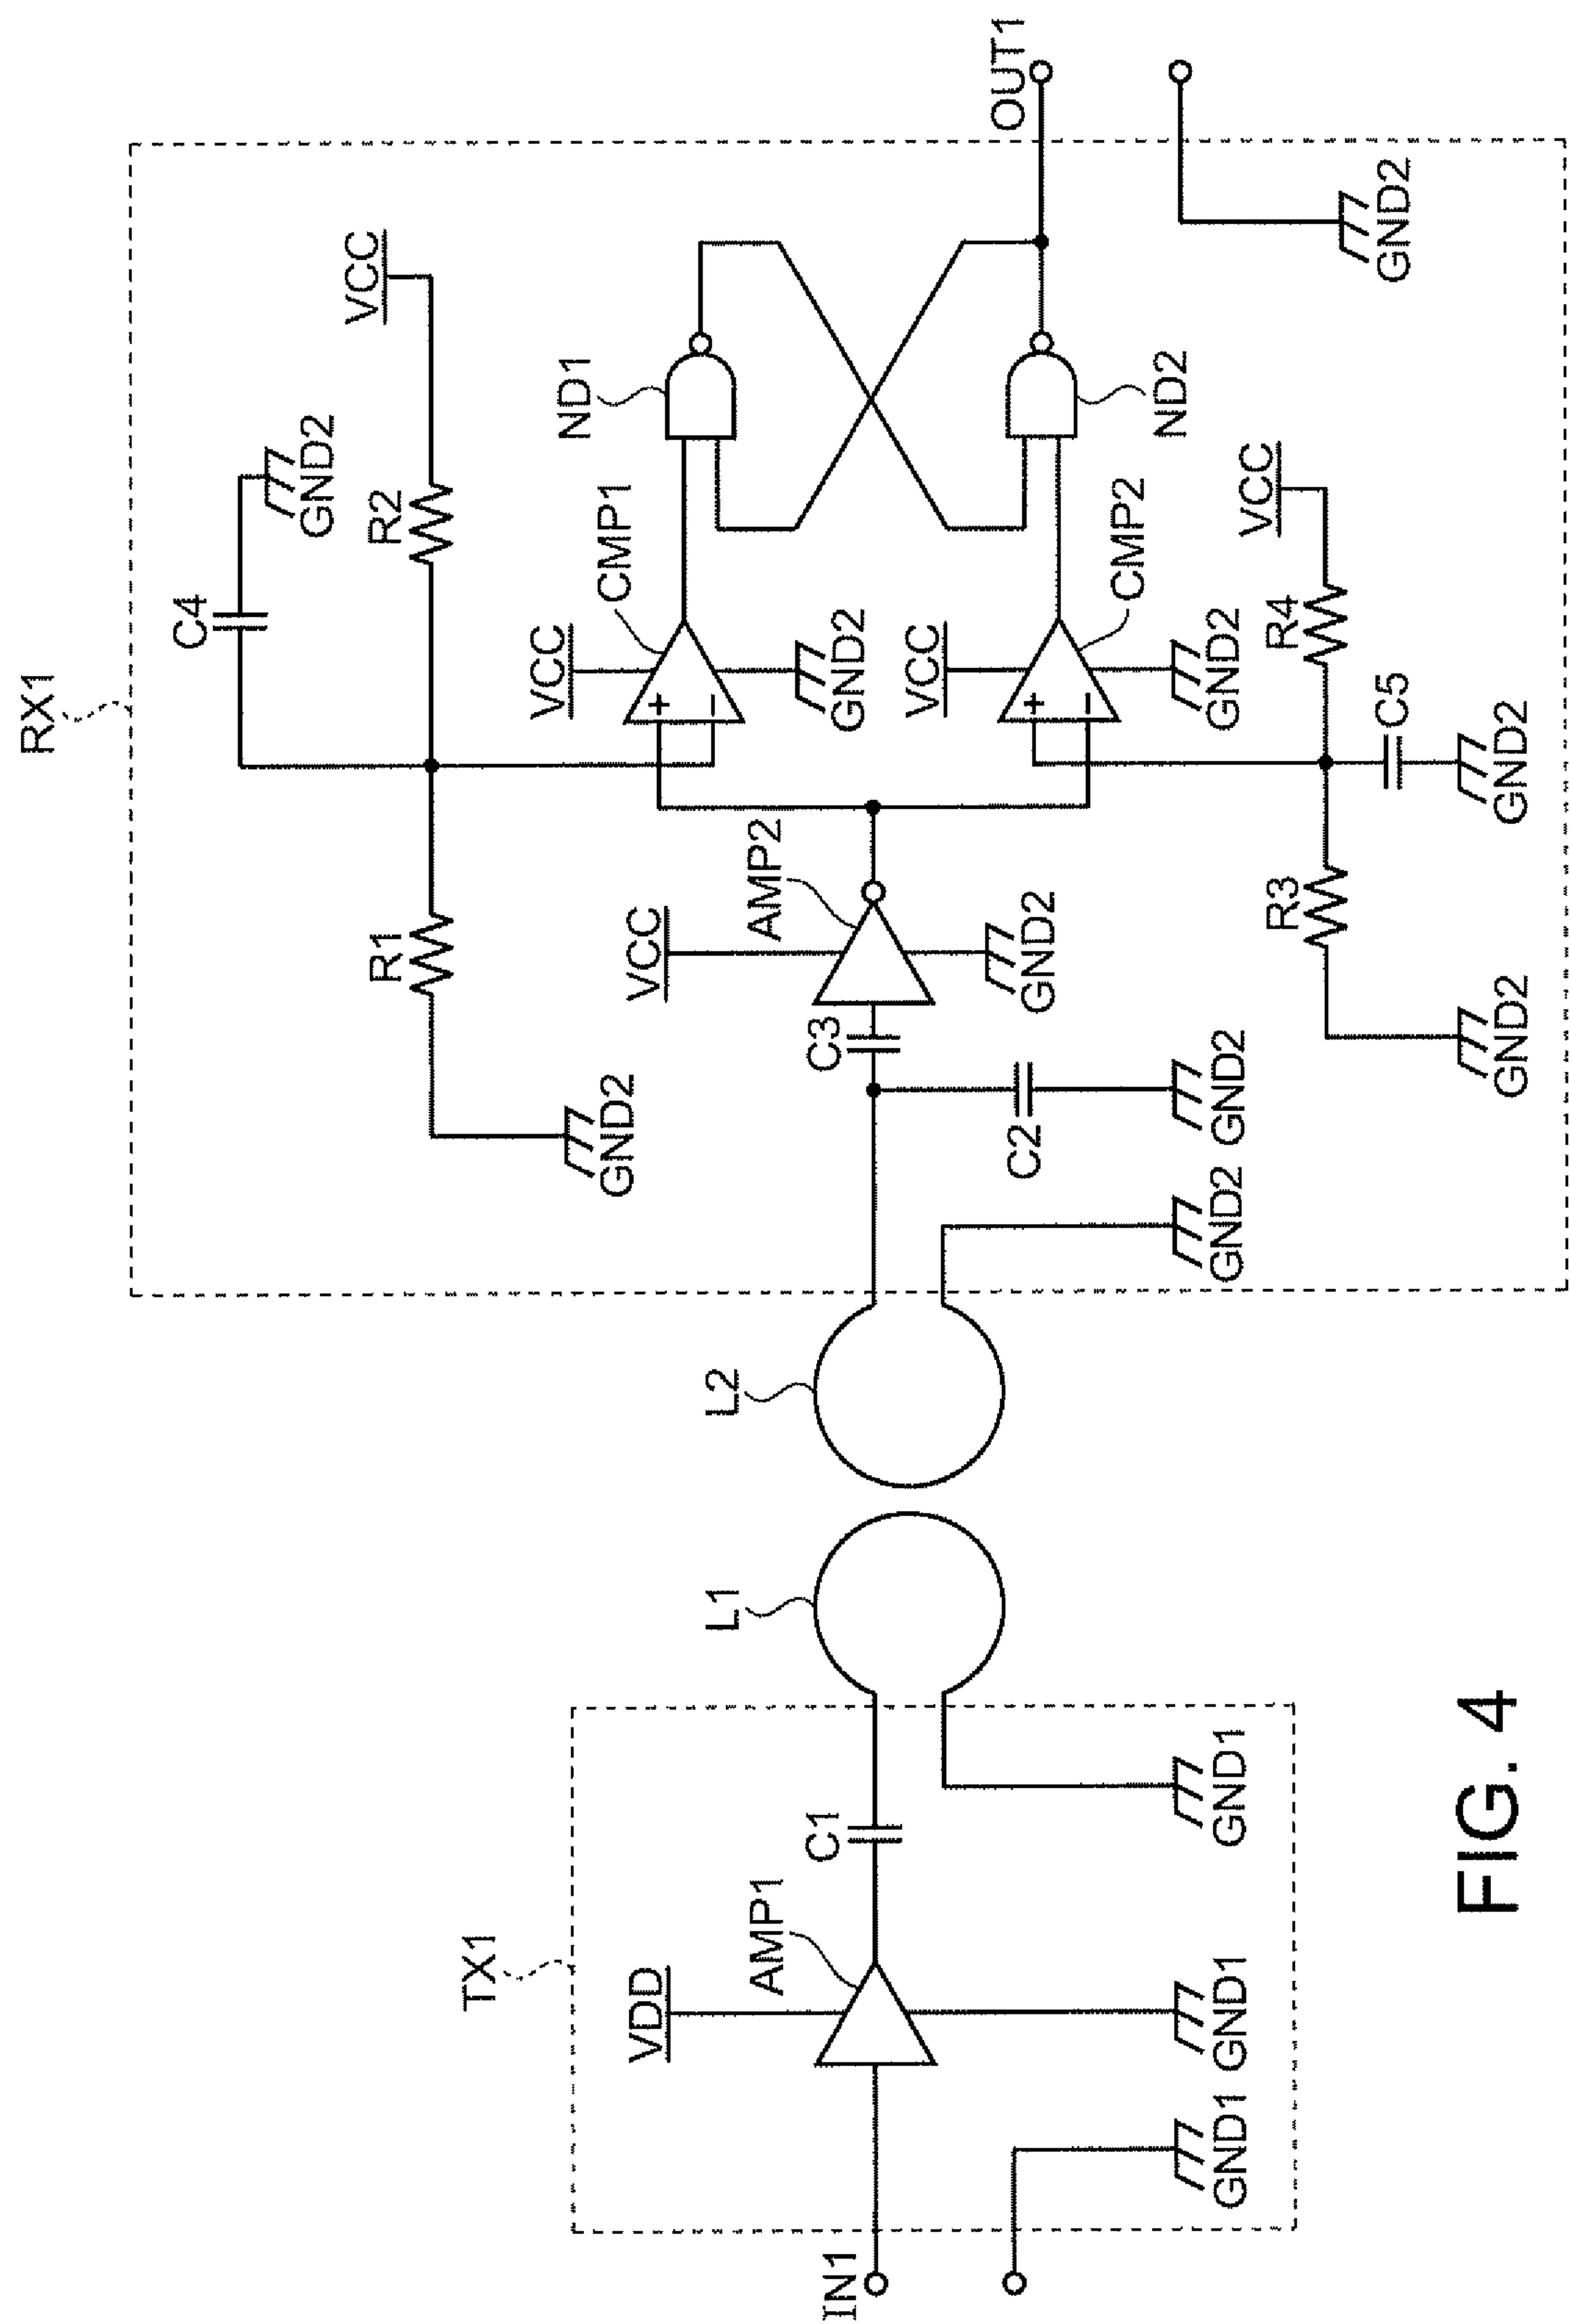 RX1
C4
GND2
VCC
R2
R1
GND2
ND1
OUT1
CMP1
VCC
GND2
AMP2
VCC
GND2
C3
C2
GND2
GND2
VCC
CMP2
GND2
ND2
GND2
VCC
R4
C5
GND2
R3
GND2
L2
L1
TX1
VDD
AMP1
C1
GND1
GND1
GND1
IN1
+
−
+
−
FIG. 4